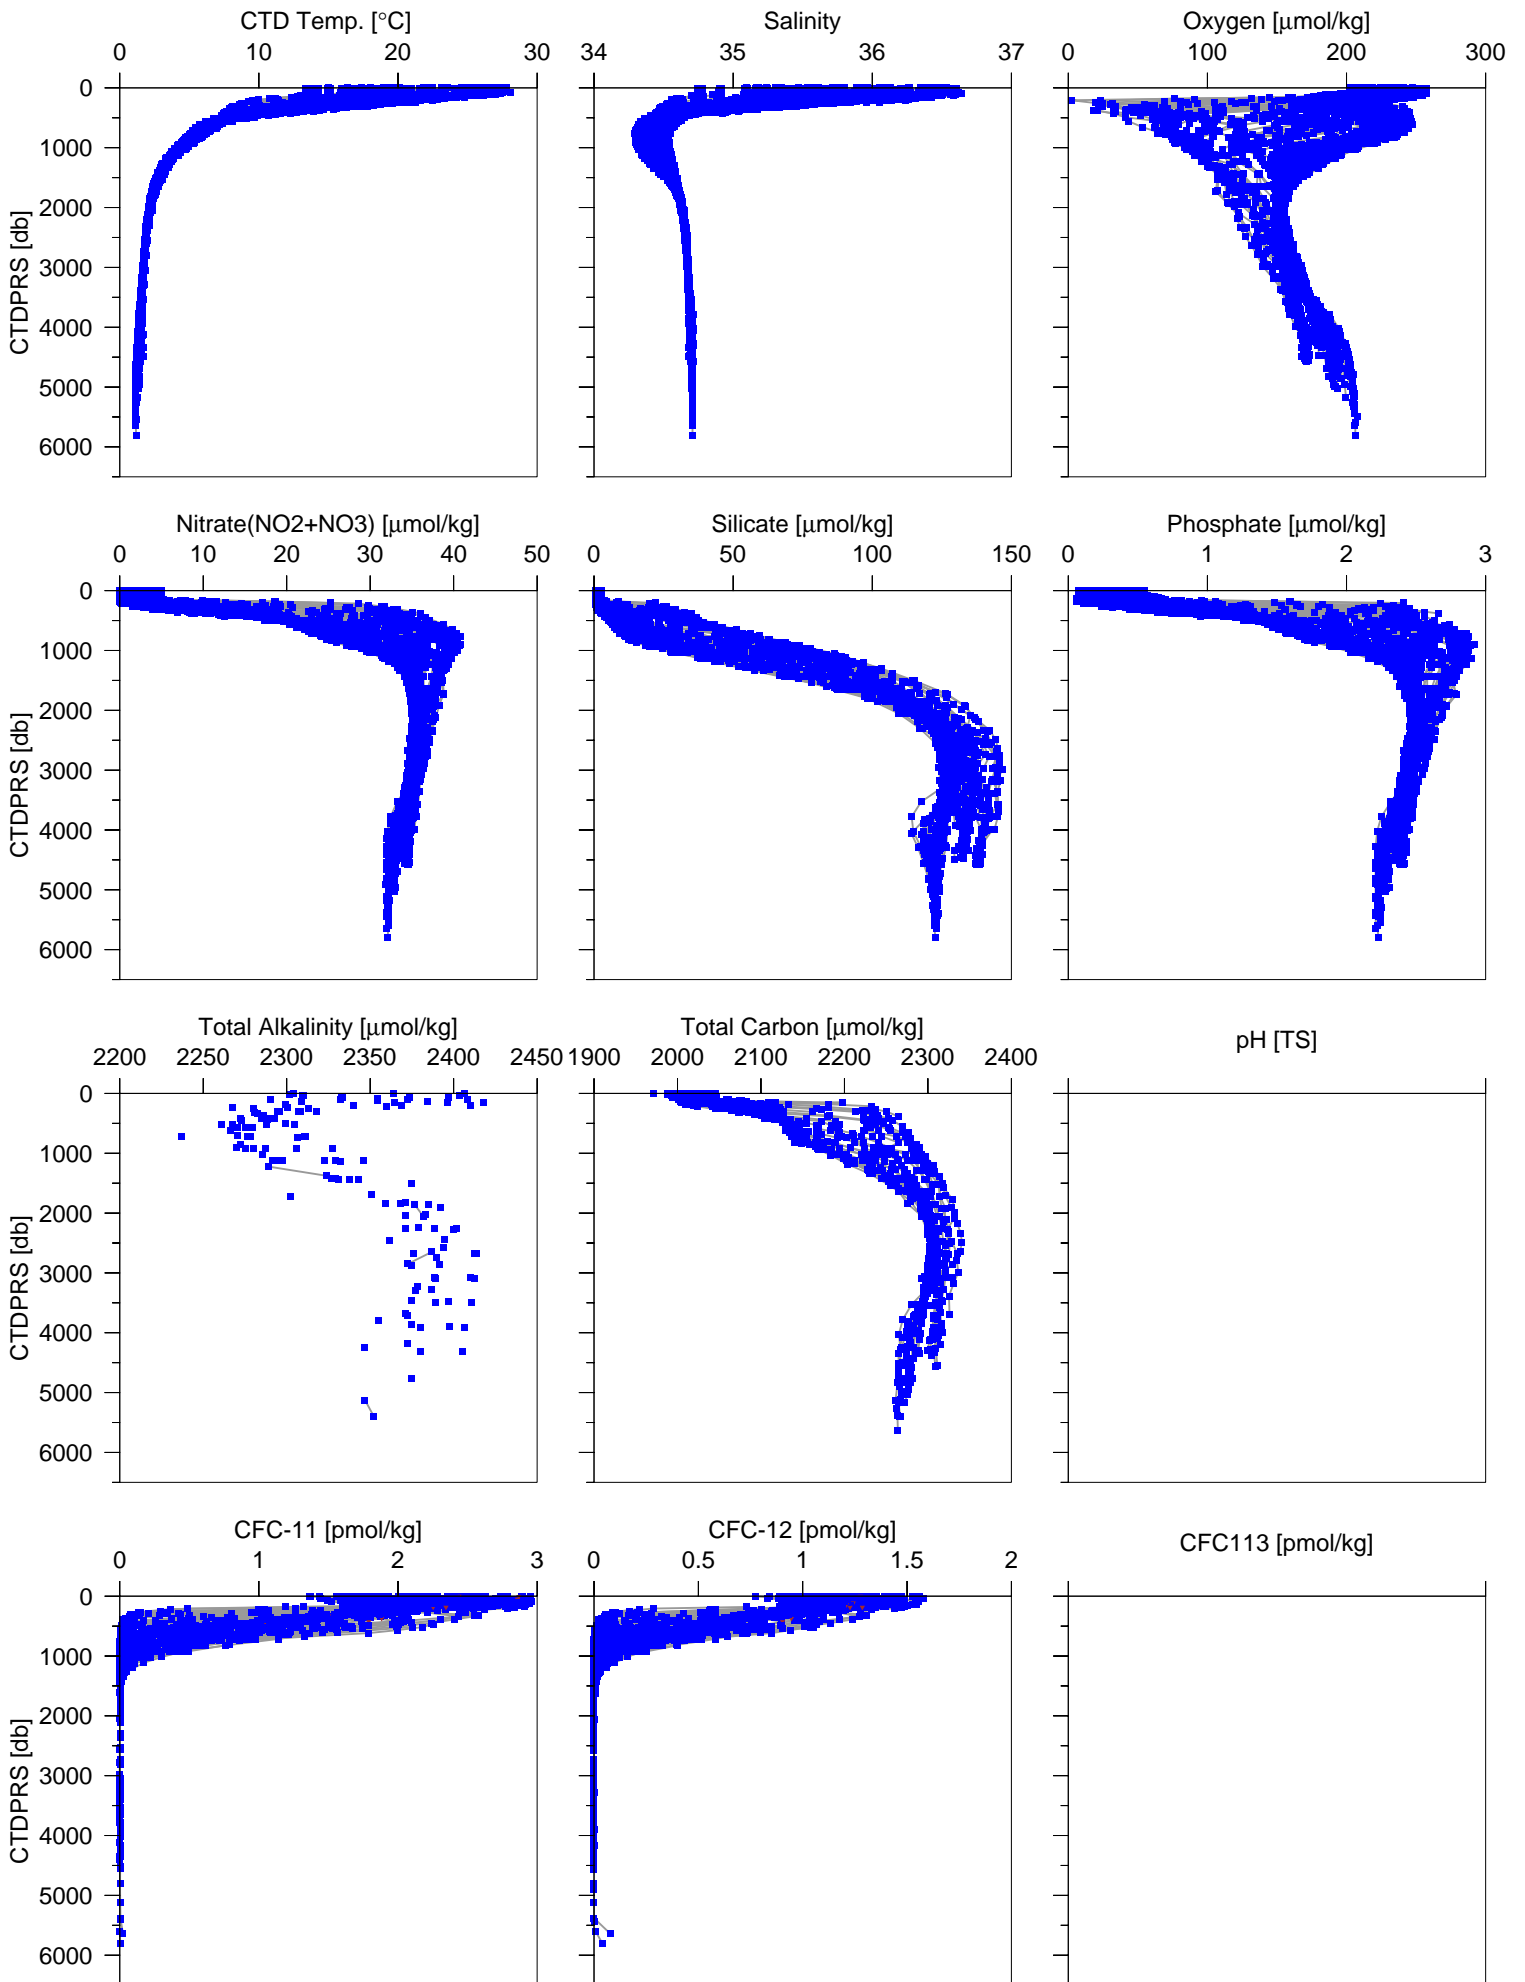 CTD Temp. [°C] Salinity Oxygen [μmol/kg]
0 10 20 30 34 35 36 37 0 100 200 300
0
1000
2000
3000
4000
5000
6000
CTDPRS [db]
Nitrate(NO2+NO3) [μmol/kg] Silicate [μmol/kg] Phosphate [μmol/kg]
0 10 20 30 40 50 0 50 100 150 0 1 2 3
0
1000
2000
3000
4000
5000
6000
CTDPRS [db]
Total Alkalinity [μmol/kg] Total Carbon [μmol/kg] pH [TS]
2200 2250 2300 2350 2400 2450 1900 2000 2100 2200 2300 2400
0
1000
2000
3000
4000
5000
6000
CTDPRS [db]
CFC-11 [pmol/kg] CFC-12 [pmol/kg] CFC113 [pmol/kg]
0 1 2 3 0 0.5 1 1.5 2
0
1000
2000
3000
4000
5000
6000
CTDPRS [db]